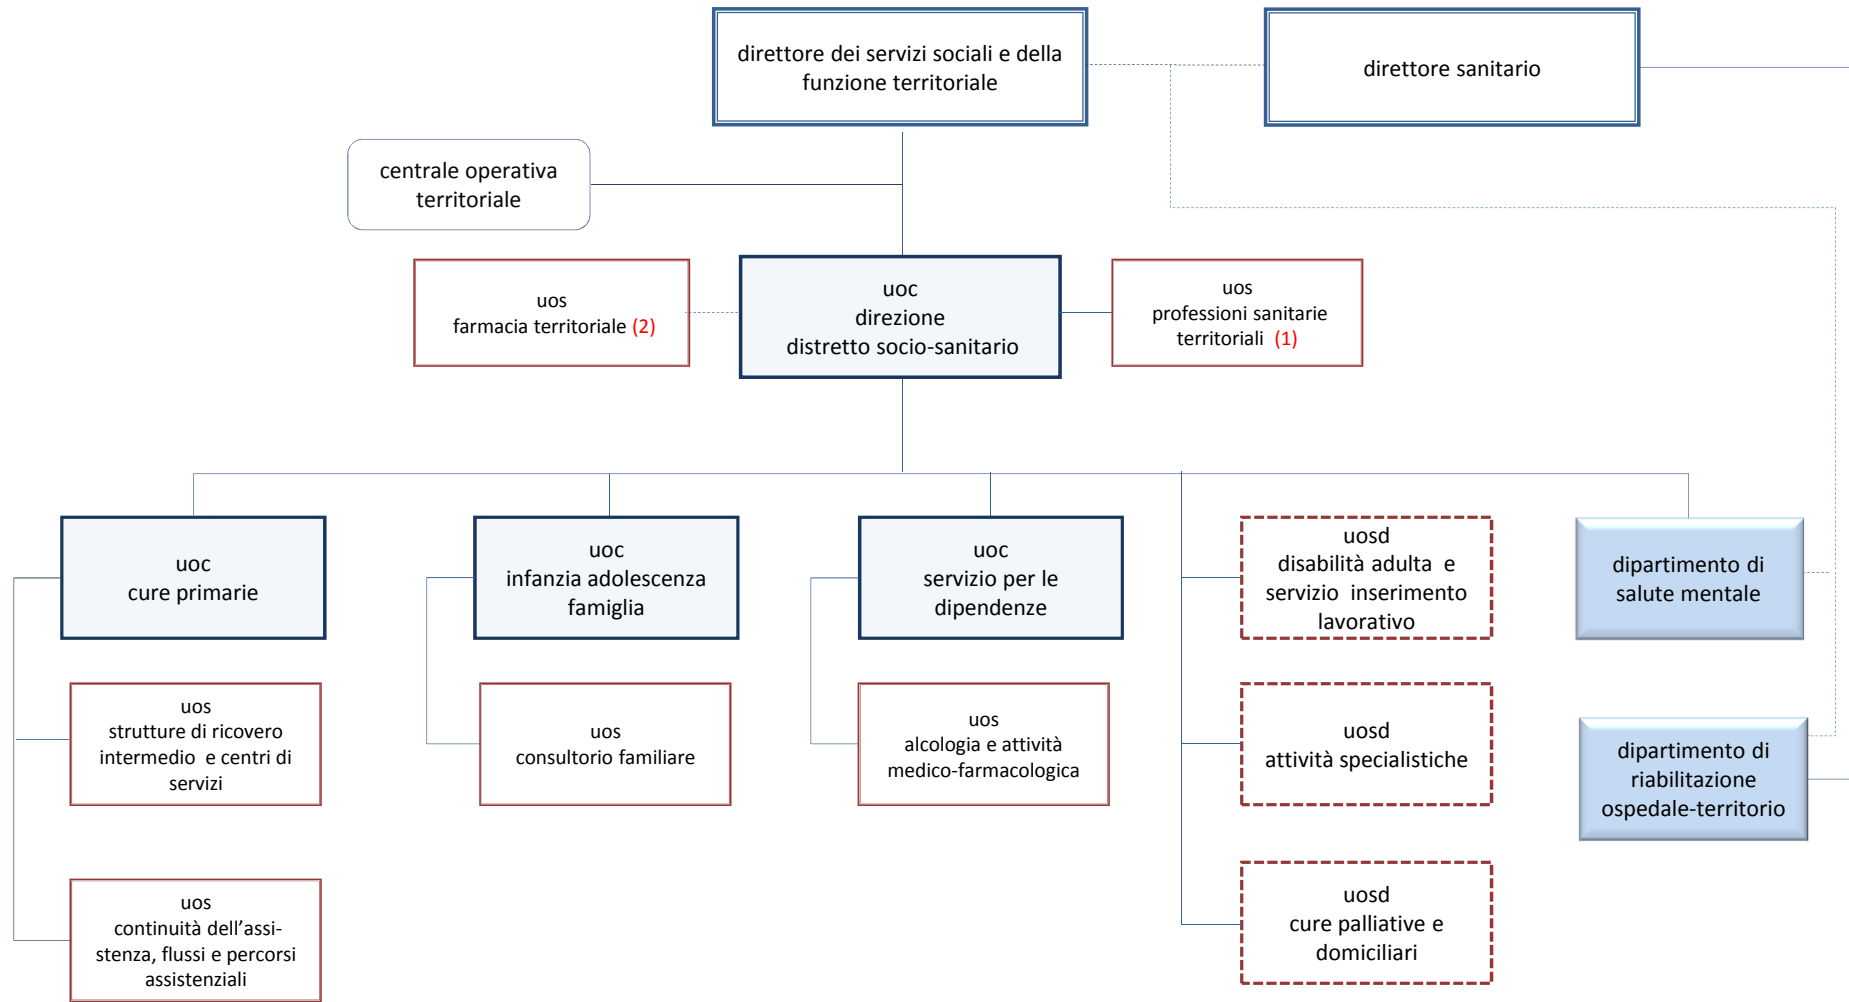 direttore dei servizi sociali e della
funzione territoriale
direttore sanitario
centrale operativa
territoriale
uos
farmacia territoriale (2)
uoc
direzione
distretto socio-sanitario
uos
professioni sanitarie
territoriali (1)
uoc
cure primarie
uoc
infanzia adolescenza
famiglia
uoc
servizio per le
dipendenze
uosd
disabilità adulta e
servizio inserimento
lavorativo
dipartimento di
salute mentale
uos
strutture di ricovero
intermedio e centri di
servizi
uos
consultorio familiare
uos
alcologia e attività
medico-farmacologica
uosd
attività specialistiche
dipartimento di
riabilitazione
ospedale-territorio
uos
continuità dell’assi-
stenza, flussi e percorsi
assistenziali
uosd
cure palliative e
domiciliari